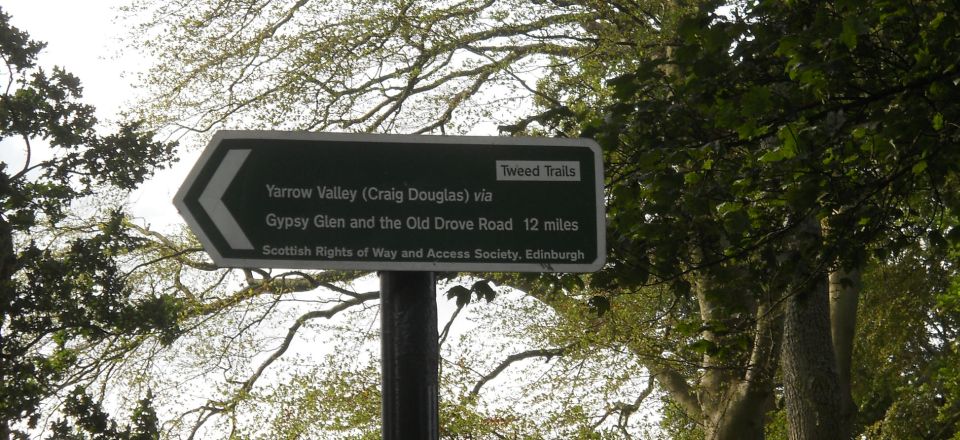 Tweed Trails
Yarrow Valley (Craig Douglas) via
Gypsy Glen and the Old Drove Road 12 miles
Scottish Rights of Way and Access Society, Edinburgh